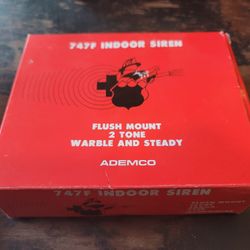 747F INDOOR SIREN
FLUSH MOUNT
2 TONE
WARBLE AND STEADY
ADEMCO
747F INDOOR SIREN